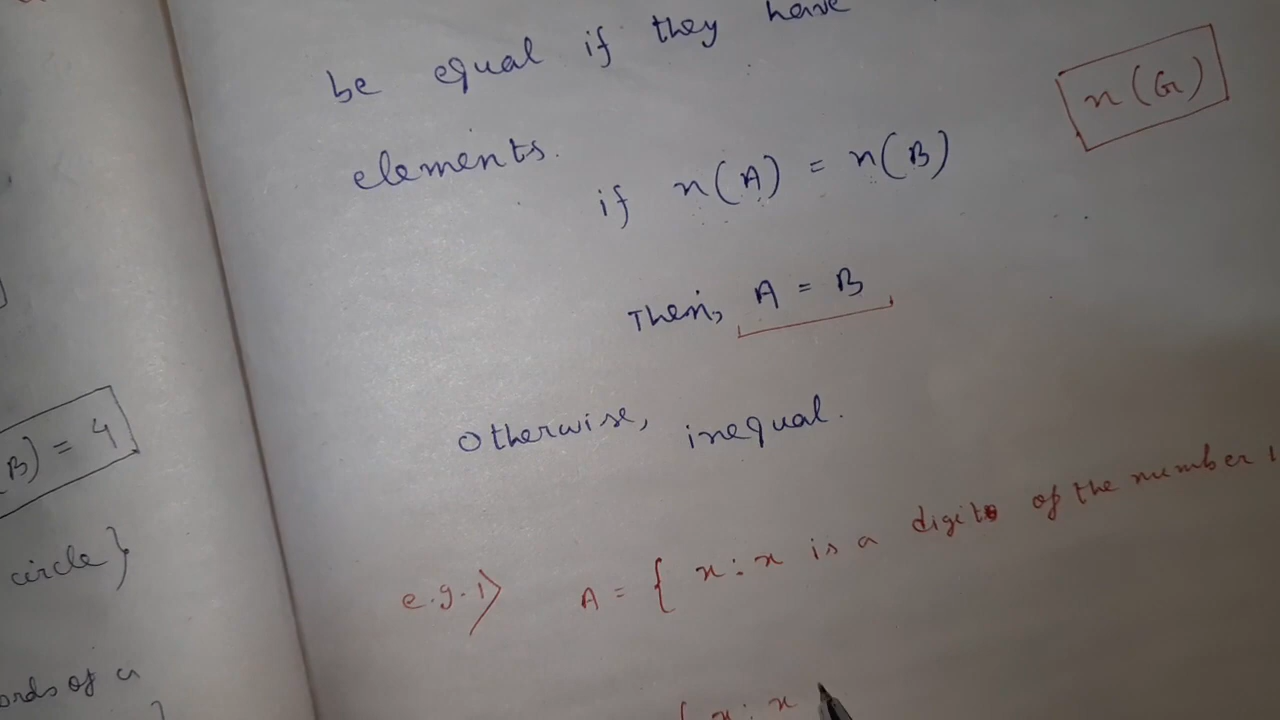 be equal if they have
n(G)
elements.
if n(A) = n(B)
Then, A = B
otherwise, inequal.
B) = 4
circle}
e.g.1> A = { x : x is a digit of the number 1
of a
{ x : x